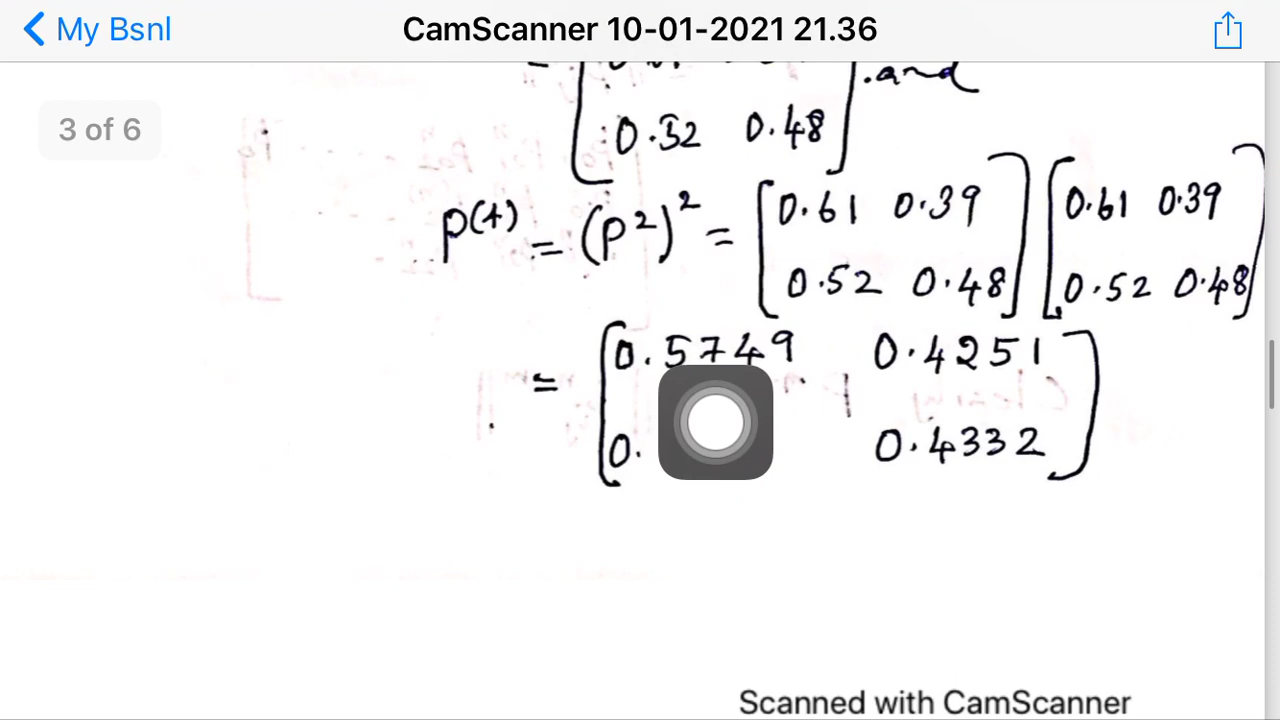 My Bsnl
CamScanner 10-01-2021 21.36
3 of 6
= [ .and
0.52 0.48 ]
P(4) = (P²)² = [0.61 0.39] [0.61 0.39]
[0.52 0.48] [0.52 0.48]
= [0.5749 0.4251]
[0. 0.4332]
Scanned with CamScanner